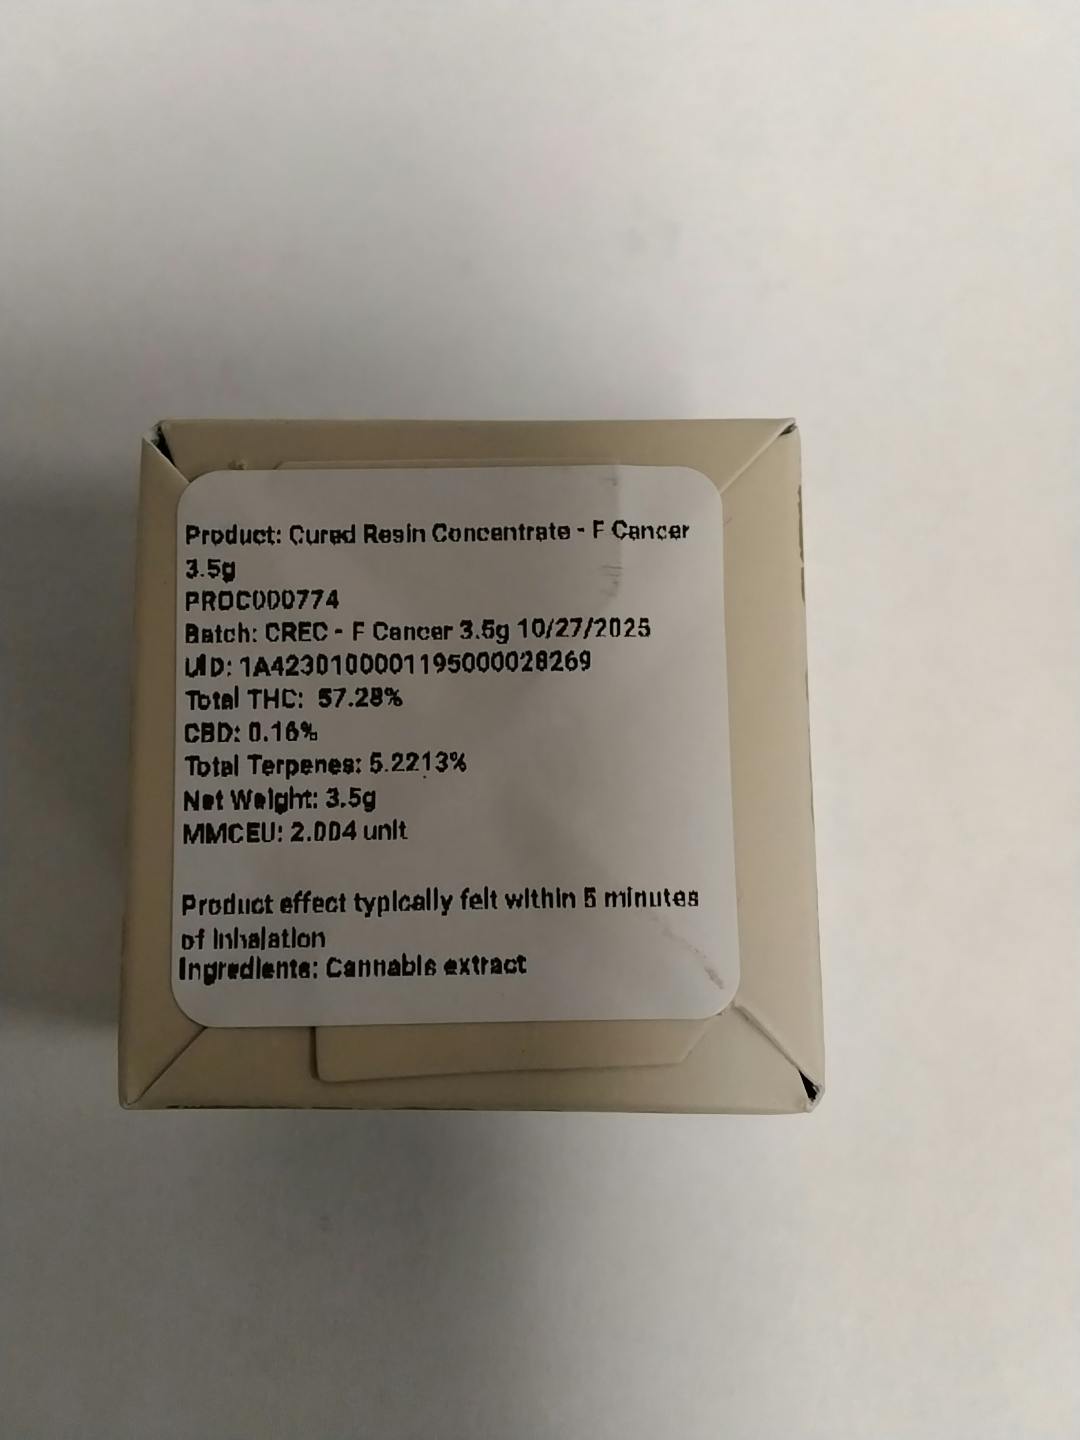 Product: Cured Resin Concentrate - F Cancer
3.5g
PROC000774
Batch: CREC - F Cancer 3.5g 10/27/2025
UID: 1A4230100001195000028269
Total THC: 57.28%
CBD: 0.16%
Total Terpenes: 5.2213%
Net Weight: 3.5g
MMCEU: 2.004 unit
Product effect typically felt within 5 minutes
of inhalation
Ingredients: Cannabis extract